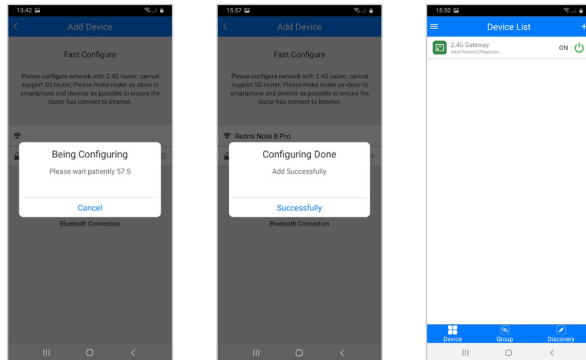 13:42
Add Device
Fast Configure
Please configure network with 2.4G router, cannot
support 5G router; Please make router as close to
smartphone and devices as possible to ensure the
router has connect to Internet.
Being Configuring
Please wait patiently 57 S
Cancel
Bluetooth Connection
15:57
Add Device
Fast Configure
Please configure network with 2.4G router, cannot
support 5G router; Please make router as close to
smartphone and devices as possible to ensure the
router has connect to Internet.
Redmi Note 8 Pro
Configuring Done
Add Successfully
Successfully
Bluetooth Connection
15:50
Device List
+
2.4G Gateway
ON
Device
Group
Discovery